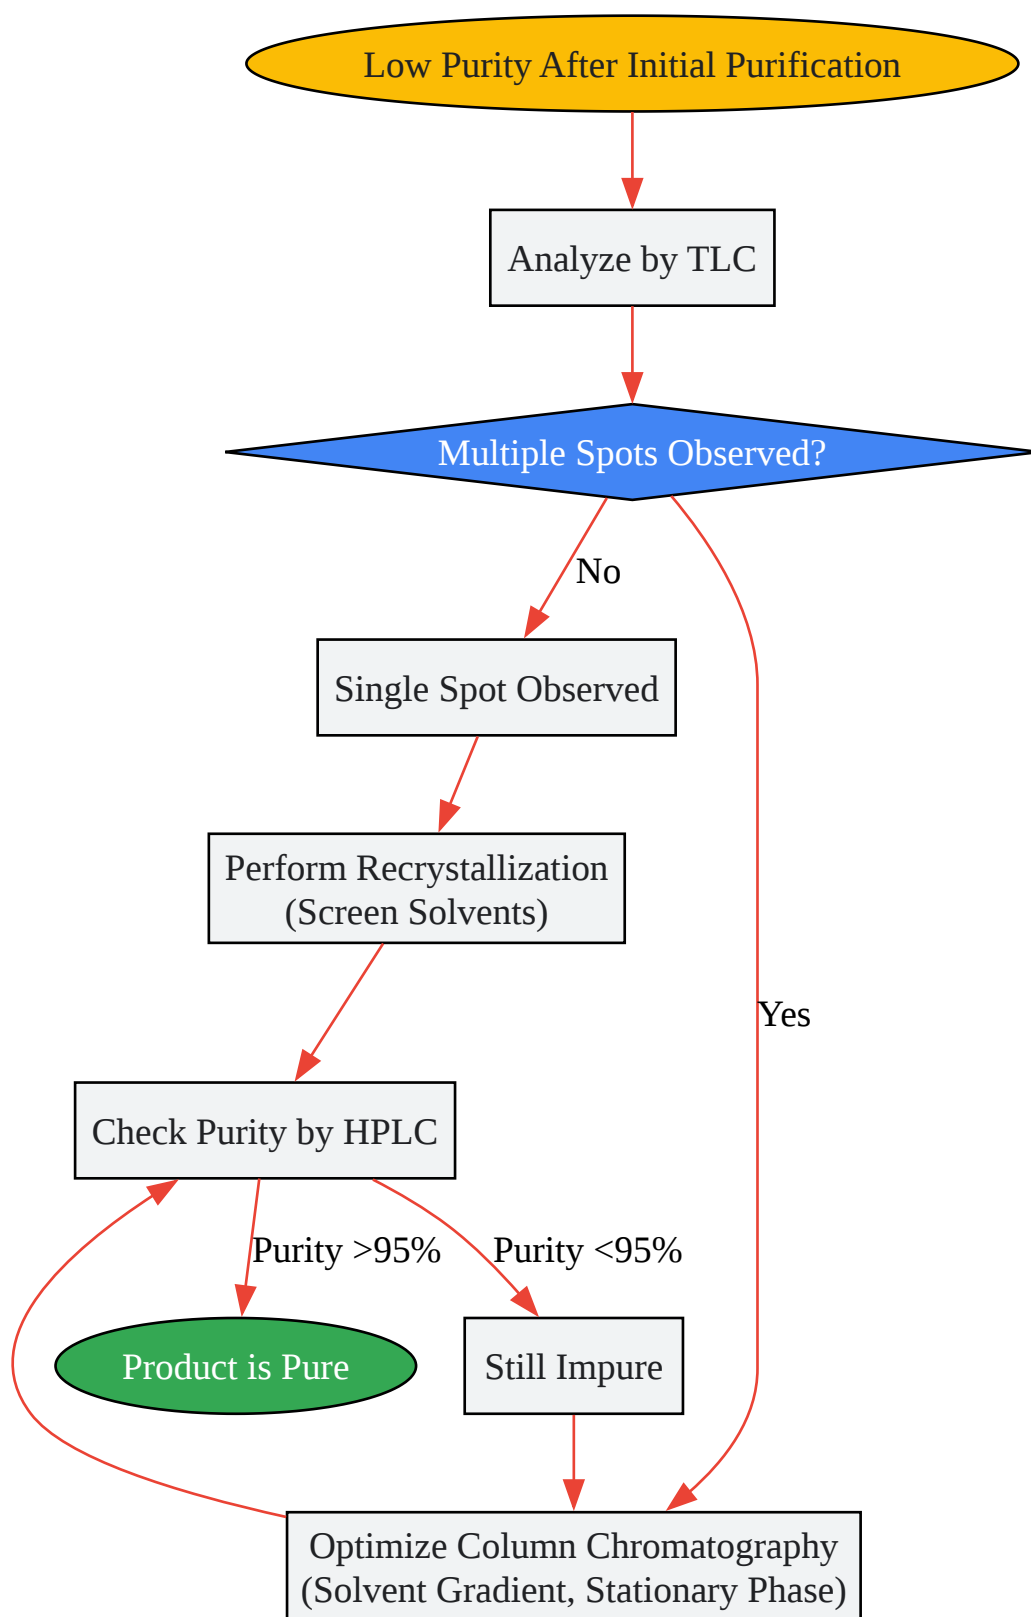 Low Purity After Initial Purification
Analyze by TLC
Multiple Spots Observed?
No
Single Spot Observed
Perform Recrystallization
(Screen Solvents)
Yes
Check Purity by HPLC
Purity >95%
Purity <95%
Product is Pure
Still Impure
Optimize Column Chromatography
(Solvent Gradient, Stationary Phase)